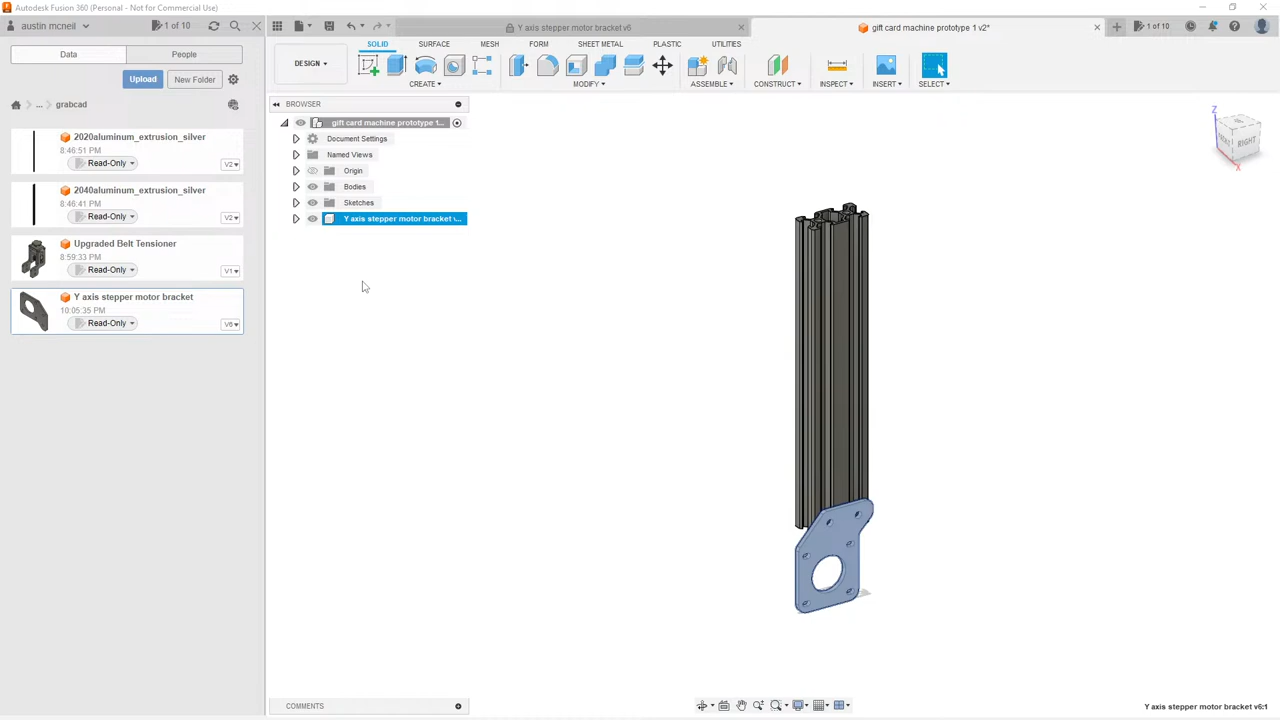 Autodesk Fusion 360 (Personal - Not for Commercial Use)
austin mcneil
1 of 10
Y axis stepper motor bracket v6
gift card machine prototype 1 v2*
1 of 10
Data
People
Upload
New Folder
... grabcad
2020aluminum_extrusion_silver
8:46:51 PM
Read-Only
V2
2040aluminum_extrusion_silver
8:46:41 PM
Read-Only
V2
Upgraded Belt Tensioner
8:59:33 PM
Read-Only
V1
Y axis stepper motor bracket
10:05:35 PM
Read-Only
V6
DESIGN
SOLID SURFACE MESH FORM SHEET METAL PLASTIC UTILITIES
CREATE MODIFY ASSEMBLE CONSTRUCT INSPECT INSERT SELECT
BROWSER
gift card machine prototype 1...
Document Settings
Named Views
Origin
Bodies
Sketches
Y axis stepper motor bracket v...
Z
RIGHT
X
COMMENTS
Y axis stepper motor bracket v6:1